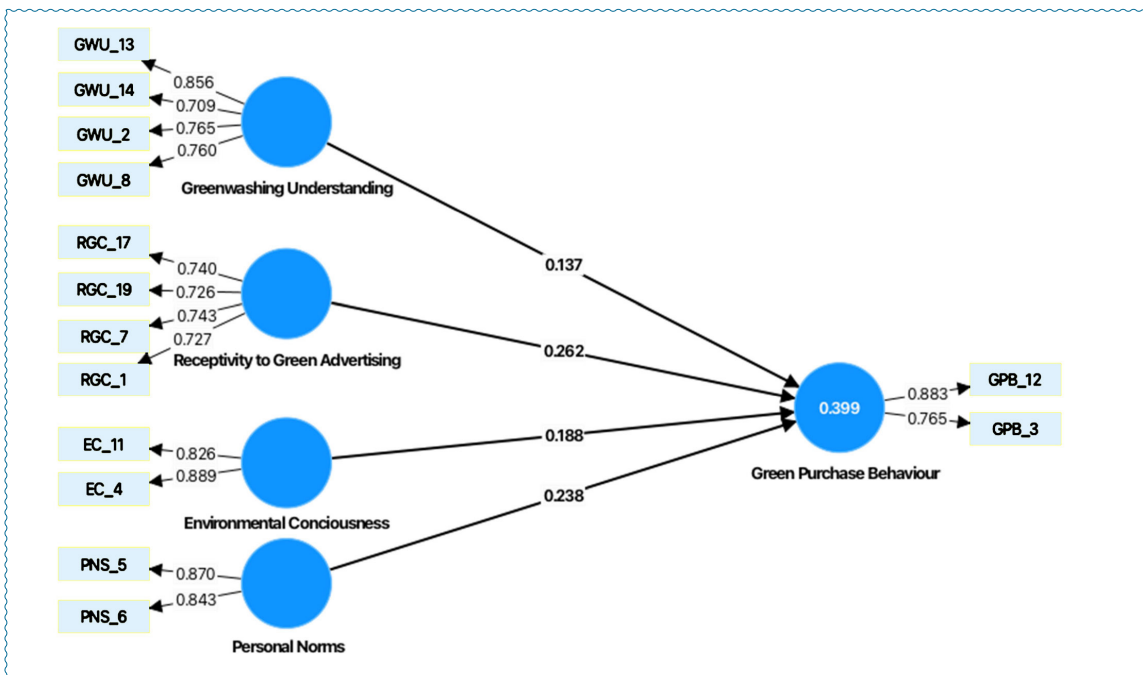 GWU_13
0.856
GWU_14
0.709
GWU_2
0.765
GWU_8
0.760
Greenwashing Understanding
RGC_17
0.740
RGC_19
0.726
RGC_7
0.743
RGC_1
0.727
Receptivity to Green Advertising
EC_11
0.826
EC_4
0.889
Environmental Conciousness
PNS_5
0.870
PNS_6
0.843
Personal Norms
0.137
0.262
0.188
0.238
0.399
Green Purchase Behaviour
0.883
GPB_12
0.765
GPB_3